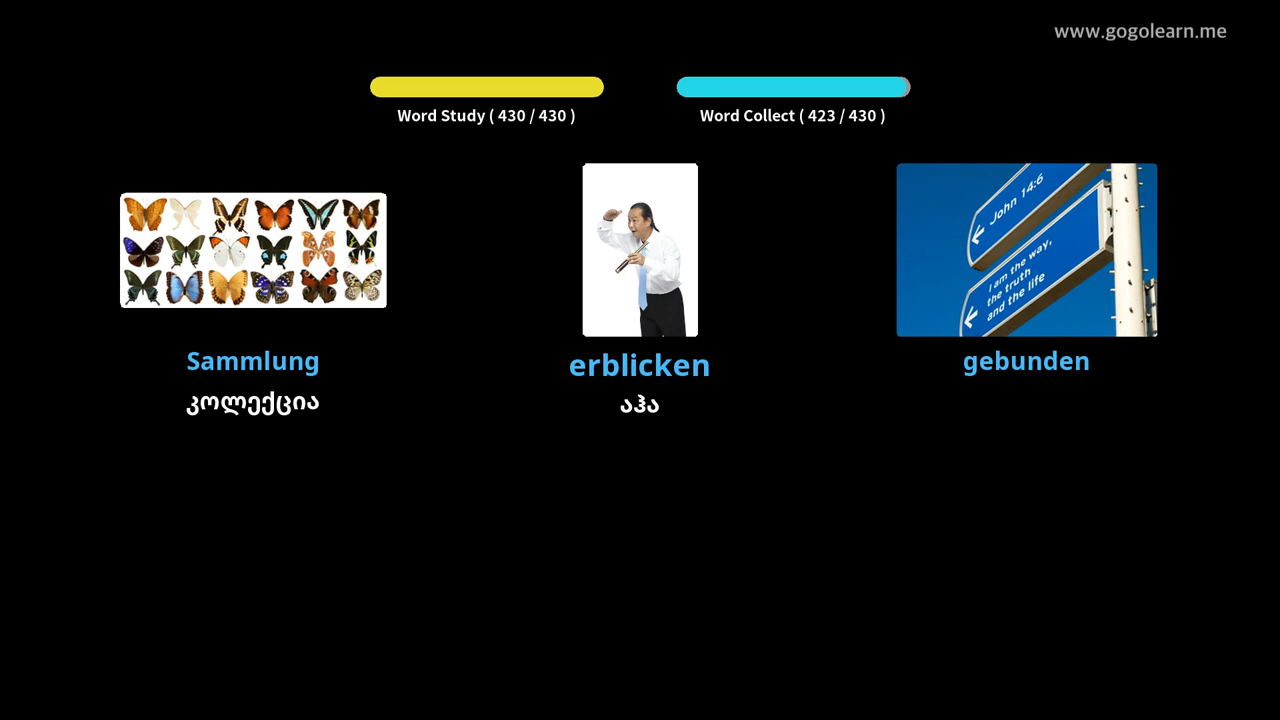 www.gogolearn.me
Word Study ( 430 / 430 )
Word Collect ( 423 / 430 )
John 14:6
I am the way,
the truth
and the life
Sammlung
კოლექცია
erblicken
აჰა
gebunden